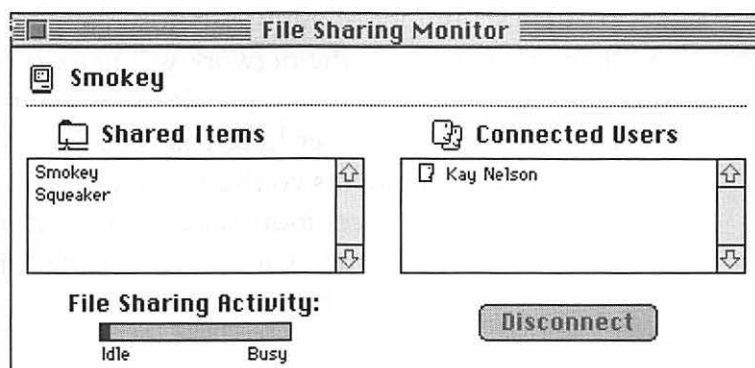 File Sharing Monitor
Smokey
Shared Items
Connected Users
Smokey
Squeaker
Kay Nelson
File Sharing Activity:
Idle
Busy
Disconnect